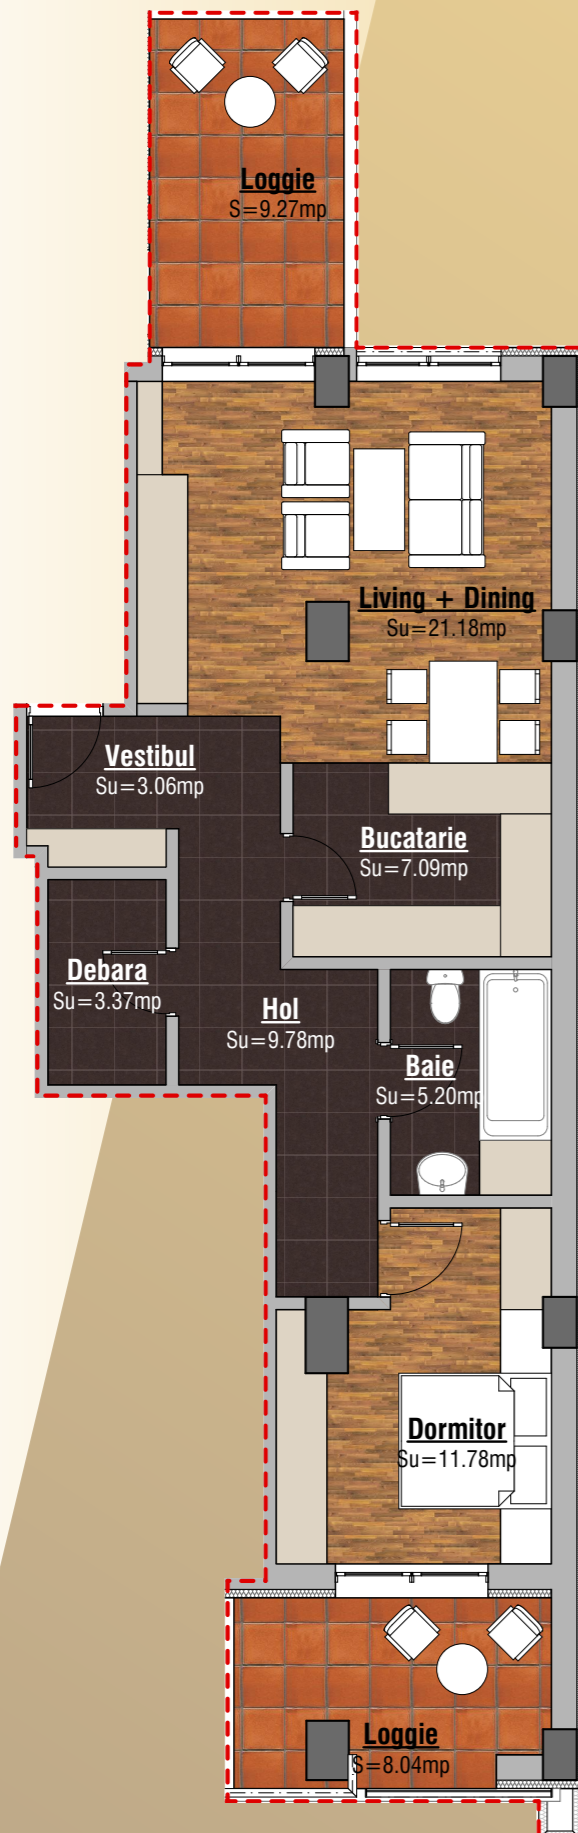 Loggie
S=9.27mp
Living + Dining
Su=21.18mp
Vestibul
Su=3.06mp
Bucatarie
Su=7.09mp
Debara
Su=3.37mp
Hol
Su=9.78mp
Baie
Su=5.20mp
Dormitor
Su=11.78mp
Loggie
S=8.04mp